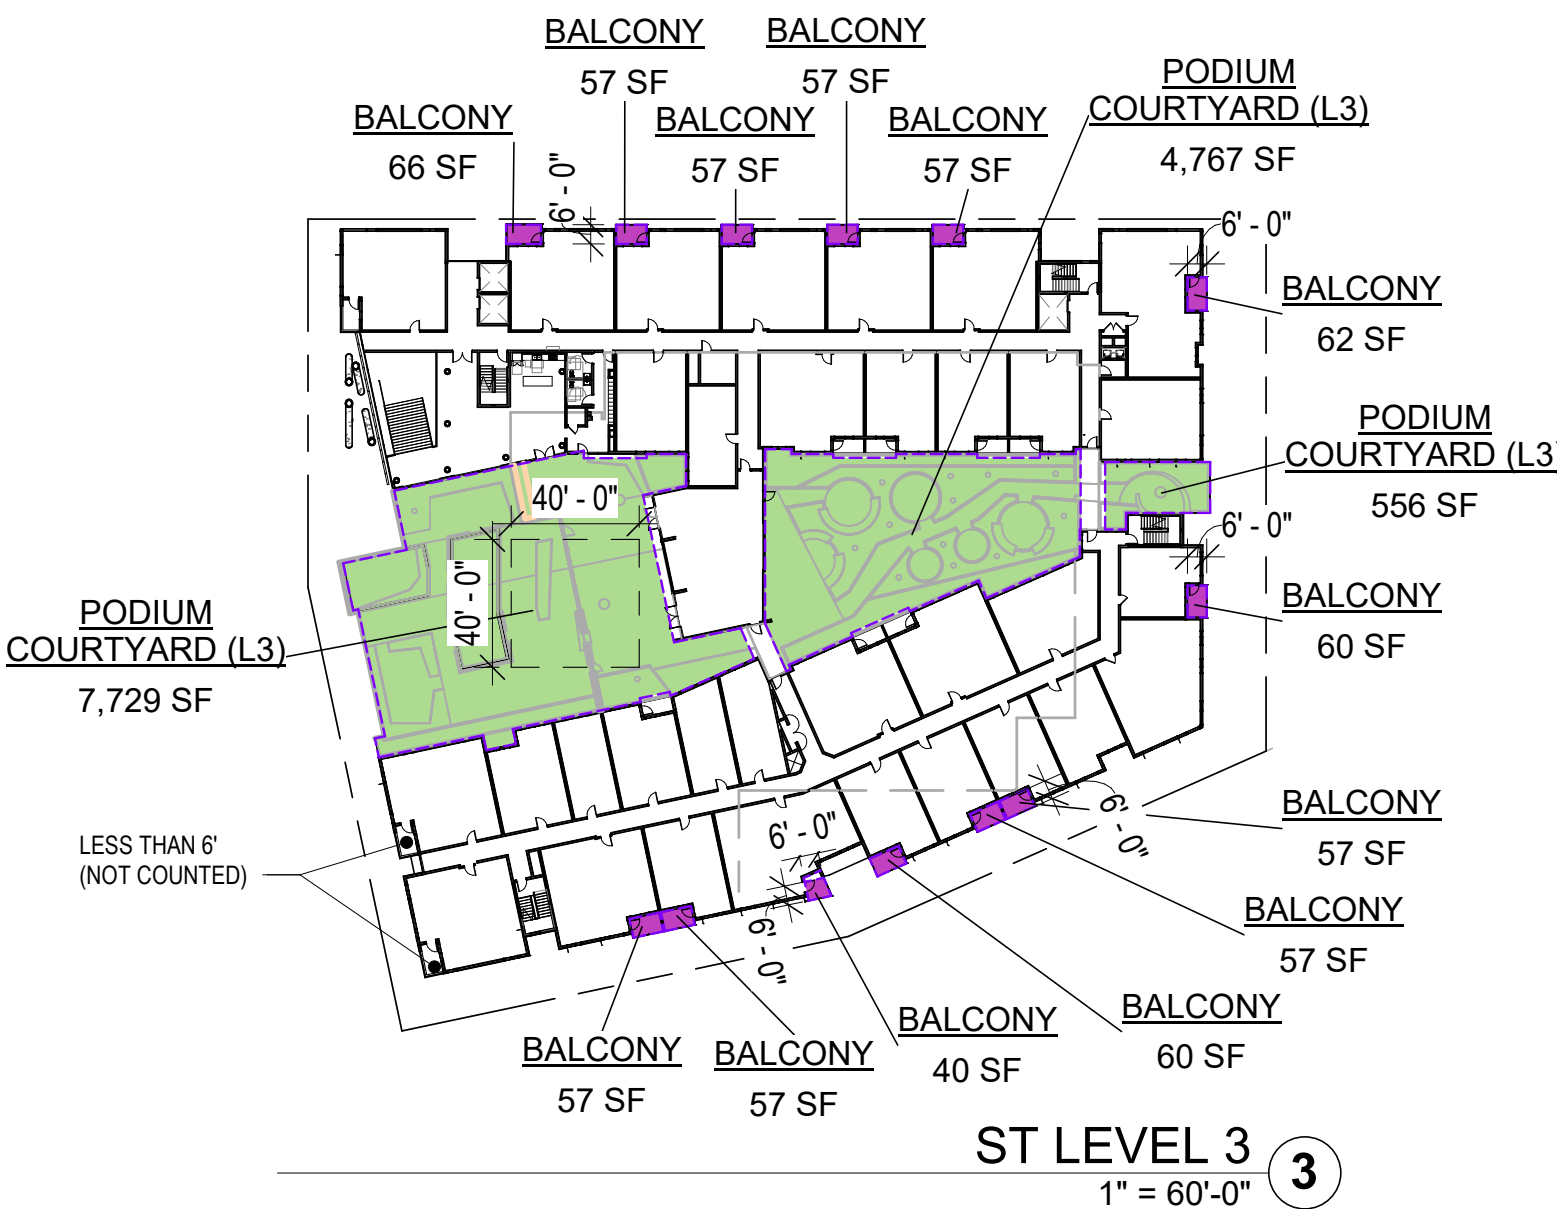 BALCONY
57 SF
BALCONY
57 SF
PODIUM
COURTYARD (L3)
4,767 SF
BALCONY
66 SF
BALCONY
57 SF
BALCONY
57 SF
6' - 0"
6' - 0"
BALCONY
62 SF
PODIUM
COURTYARD (L3)
556 SF
40' - 0"
40' - 0"
6' - 0"
BALCONY
60 SF
PODIUM
COURTYARD (L3)
7,729 SF
BALCONY
57 SF
6' - 0"
6' - 0"
6' - 0"
LESS THAN 6'
(NOT COUNTED)
BALCONY
57 SF
BALCONY
60 SF
BALCONY
40 SF
BALCONY
57 SF
BALCONY
57 SF
ST LEVEL 3
1" = 60'-0"
3